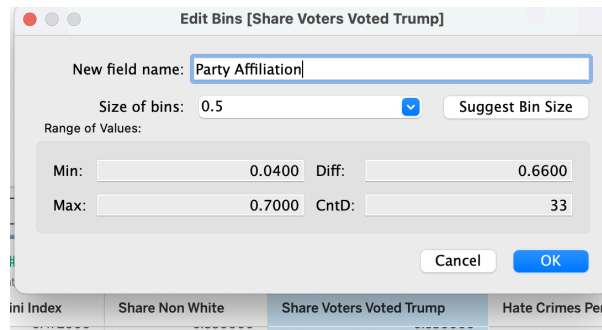 Edit Bins [Share Voters Voted Trump]
New field name: Party Affiliation
Size of bins: 0.5 Suggest Bin Size
Range of Values:
Min: 0.0400 Diff: 0.6600
Max: 0.7000 CntD: 33
Cancel OK
ini Index Share Non White Share Voters Voted Trump Hate Crimes Per